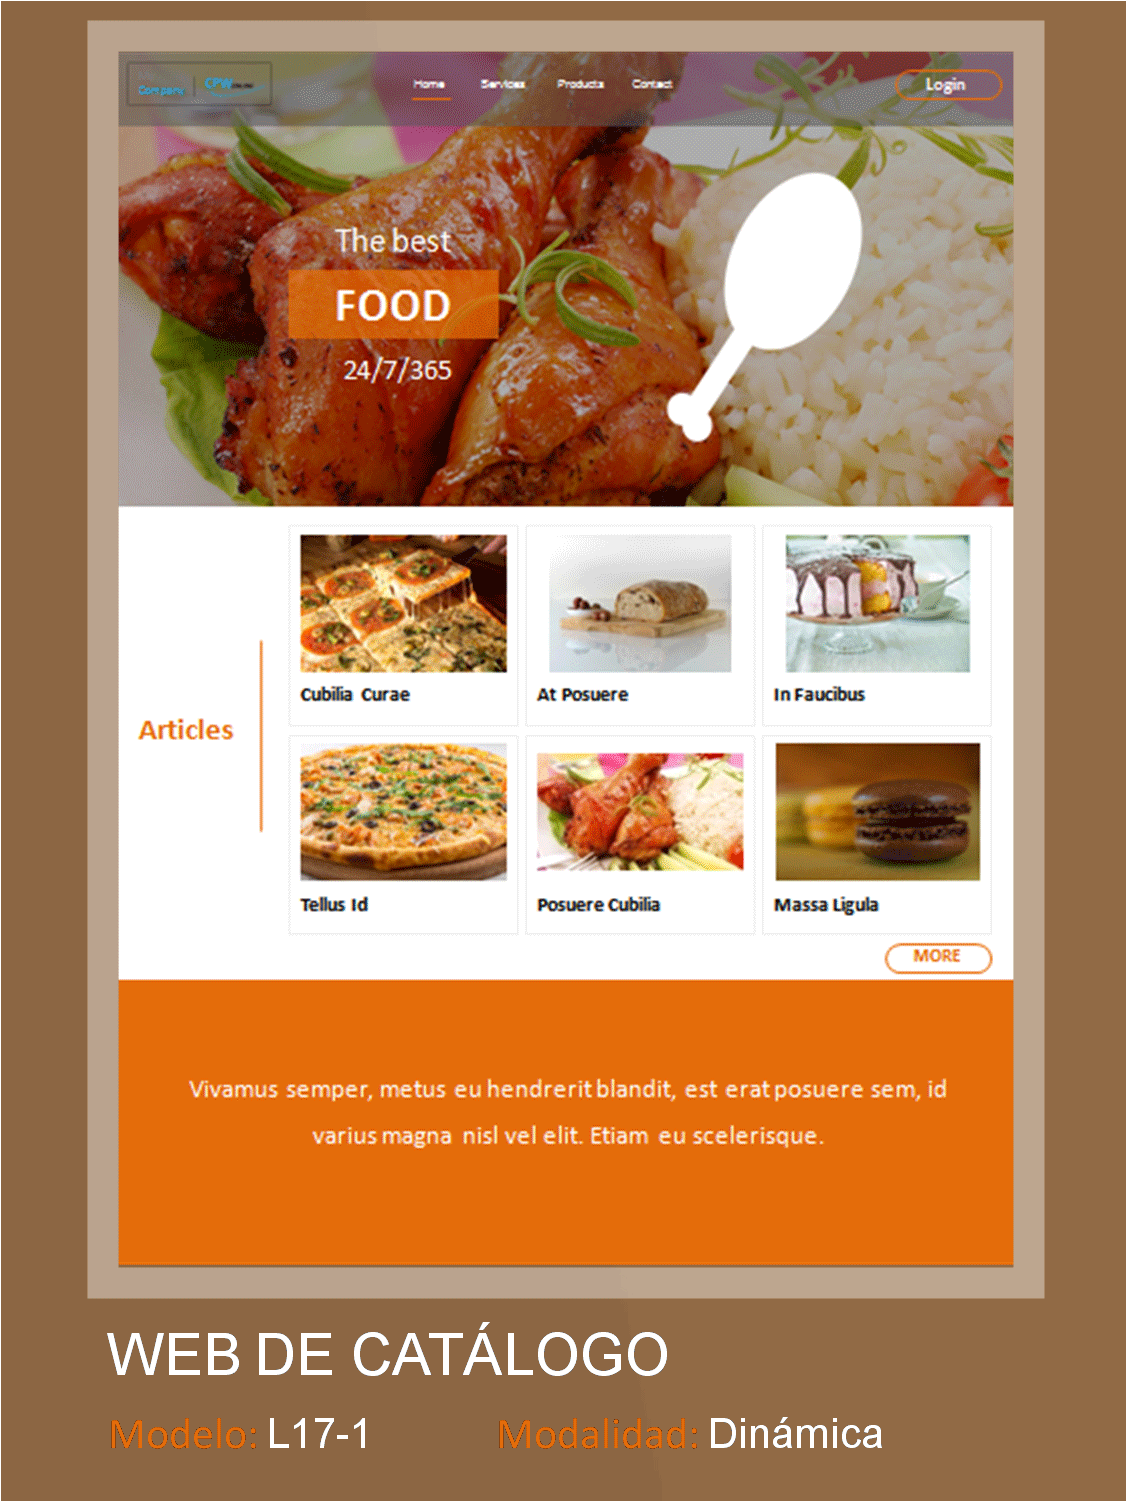 Company | CPW ONLINE
Home Services Products Contact
Login
The best
FOOD
24/7/365
Articles
Cubilia Curae
At Posuere
In Faucibus
Tellus Id
Posuere Cubilia
Massa Ligula
MORE
Vivamus semper, metus eu hendrerit blandit, est erat posuere sem, id
varius magna nisl vel elit. Etiam eu scelerisque.
WEB DE CATÁLOGO
Modelo: L17-1 Modalidad: Dinámica